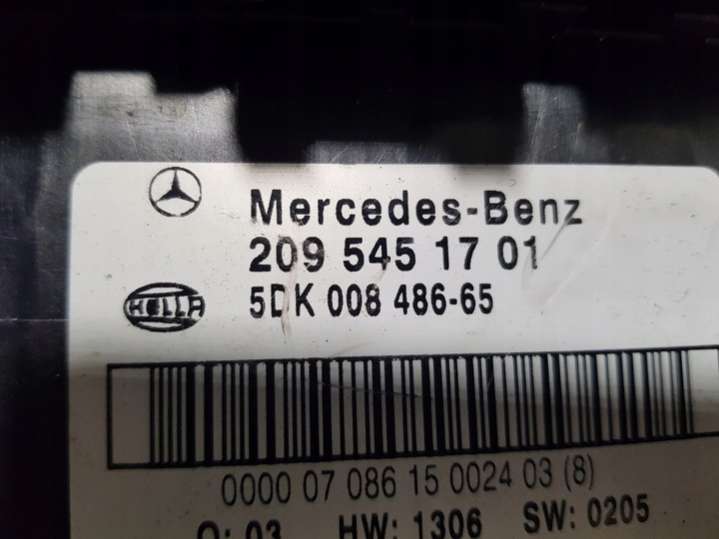 Mercedes-Benz
209 545 17 01
HELLA
5DK 008 486-65
0000 07 086 15 0024 03 (8)
Q: 03 HW: 1306 SW: 0205